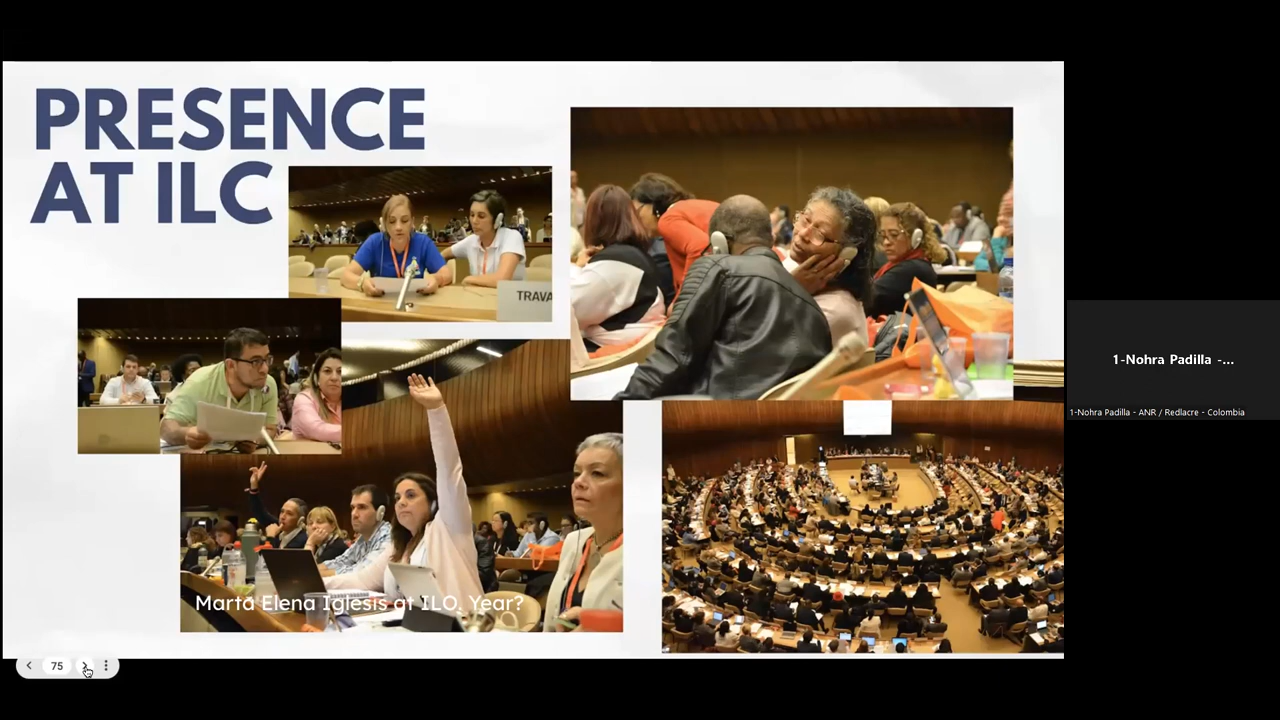 PRESENCE
AT ILC
TRAVA
Marta Elena Iglesis at ILO. Year?
1-Nohra Padilla -...
1-Nohra Padilla - ANR / Redlacre - Colombia
75